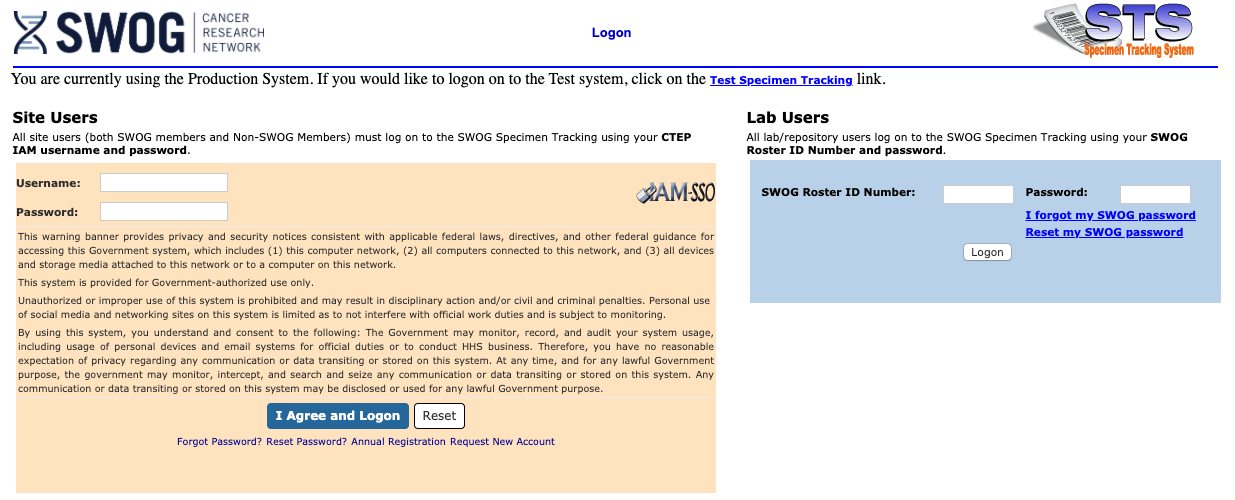 SWOG
CANCER
RESEARCH
NETWORK
Logon
STS
Specimen Tracking System
You are currently using the Production System. If you would like to logon on to the Test system, click on the Test Specimen Tracking link.
Site Users
All site users (both SWOG members and Non-SWOG Members) must log on to the SWOG Specimen Tracking using your CTEP
IAM username and password.
Username:
IAM-SSO
Password:
This warning banner provides privacy and security notices consistent with applicable federal laws, directives, and other federal guidance for
accessing this Government system, which includes (1) this computer network, (2) all computers connected to this network, and (3) all devices
and storage media attached to this network or to a computer on this network.
This system is provided for Government-authorized use only.
Unauthorized or improper use of this system is prohibited and may result in disciplinary action and/or civil and criminal penalties. Personal use
of social media and networking sites on this system is limited as to not interfere with official work duties and is subject to monitoring.
By using this system, you understand and consent to the following: The Government may monitor, record, and audit your system usage,
including usage of personal devices and email systems for official duties or to conduct HHS business. Therefore, you have no reasonable
expectation of privacy regarding any communication or data transiting or stored on this system. At any time, and for any lawful Government
purpose, the government may monitor, intercept, and search and seize any communication or data transiting or stored on this system. Any
communication or data transiting or stored on this system may be disclosed or used for any lawful Government purpose.
I Agree and Logon
Reset
Forgot Password? Reset Password? Annual Registration Request New Account
Lab Users
All lab/repository users log on to the SWOG Specimen Tracking using your SWOG
Roster ID Number and password.
SWOG Roster ID Number:
Password:
I forgot my SWOG password
Reset my SWOG password
Logon